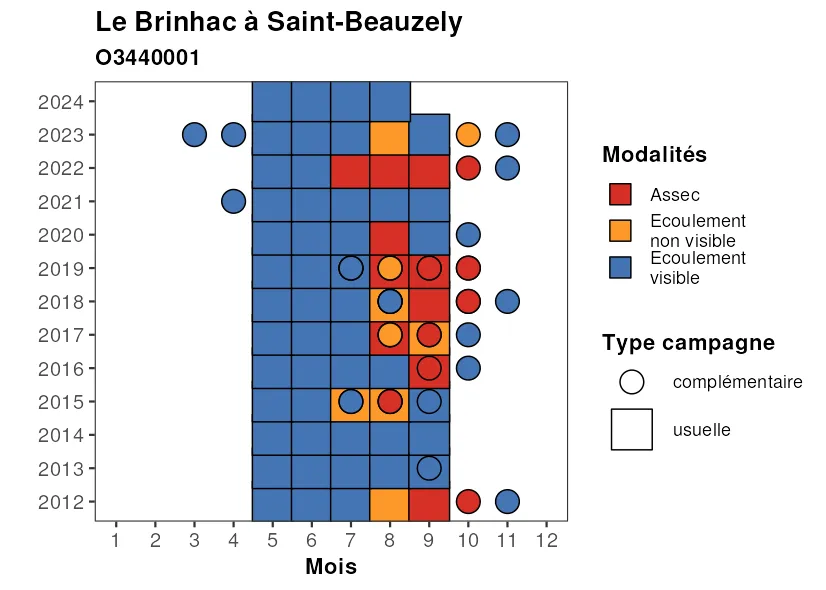 Le Brinhac à Saint-Beauzely
O3440001
2024
2023
2022
2021
2020
2019
2018
2017
2016
2015
2014
2013
2012
1 2 3 4 5 6 7 8 9 10 11 12
Mois
Modalités
Assec
Ecoulement
non visible
Ecoulement
visible
Type campagne
complémentaire
usuelle